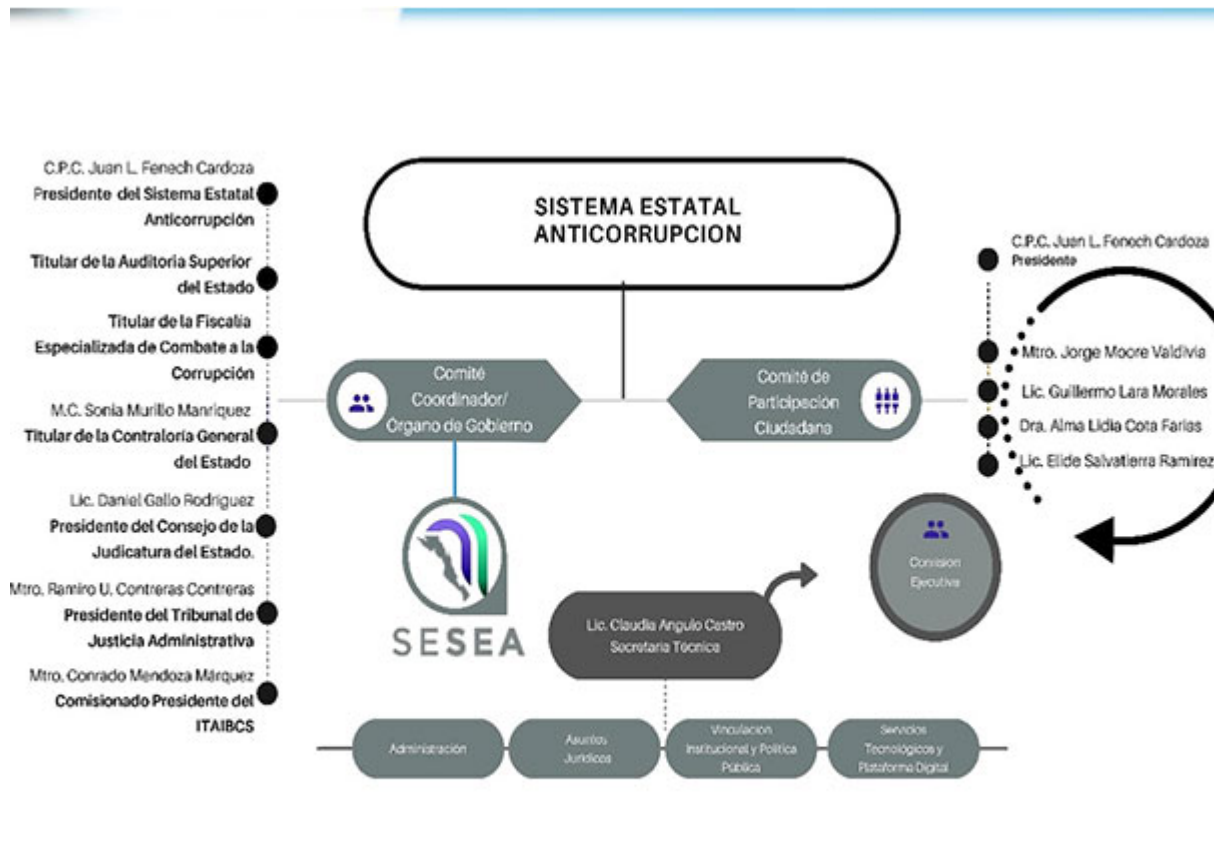 C.P.C. Juan L. Fenech Cardoza
Presidente del Sistema Estatal
Anticorrupción
Titular de la Auditoria Superior
del Estado
Titular de la Fiscalía
Especializada de Combate a la
Corrupción
M.C. Sonia Murillo Manriquez
Titular de la Contraloría General
del Estado
Lic. Daniel Gallo Rodriguez
Presidente del Consejo de la
Judicatura del Estado.
Mtro. Ramiro U. Contreras Contreras
Presidente del Tribunal de
Justicia Administrativa
Mtro. Conrado Mendoza Márquez
Comisionado Presidente del
ITAIBCS
SISTEMA ESTATAL
ANTICORRUPCION
Comité
Coordinador/
Órgano de Gobierno
Comité de
Participación
Ciudadana
C.P.C. Juan L. Fenech Cardoza
Presidente
Mtro. Jorge Moore Valdivia
Lic. Guillermo Lara Morales
Dra. Alma Lidia Cota Farias
Lic. Elide Salvatierra Ramirez
SESEA
Lic. Claudia Angulo Castro
Secretaria Técnica
Comision
Ejecutiva
Administración
Asuntos
Jurídicos
Vinculacion
Institucional y Política
Pública
Servicios
Tecnológicos y
Plataforma Digital